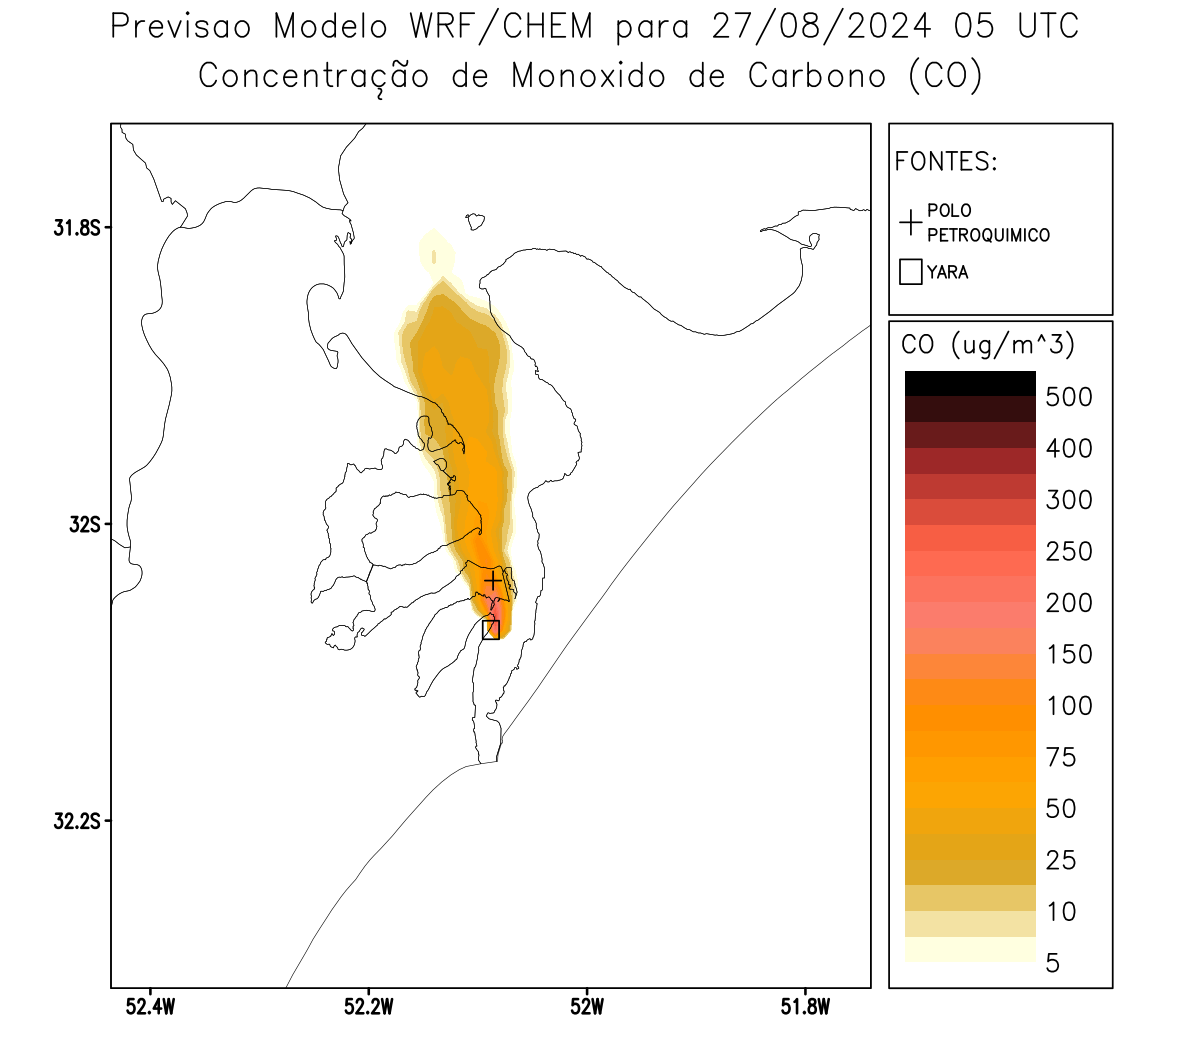 Previsao Modelo WRF/CHEM para 27/08/2024 05 UTC
Concentração de Monoxido de Carbono (CO)
FONTES:
POLO
PETROQUIMICO
YARA
CO (ug/m^3)
500
400
300
250
200
150
100
75
50
25
10
5
31.8S
32S
32.2S
52.4W
52.2W
52W
51.8W